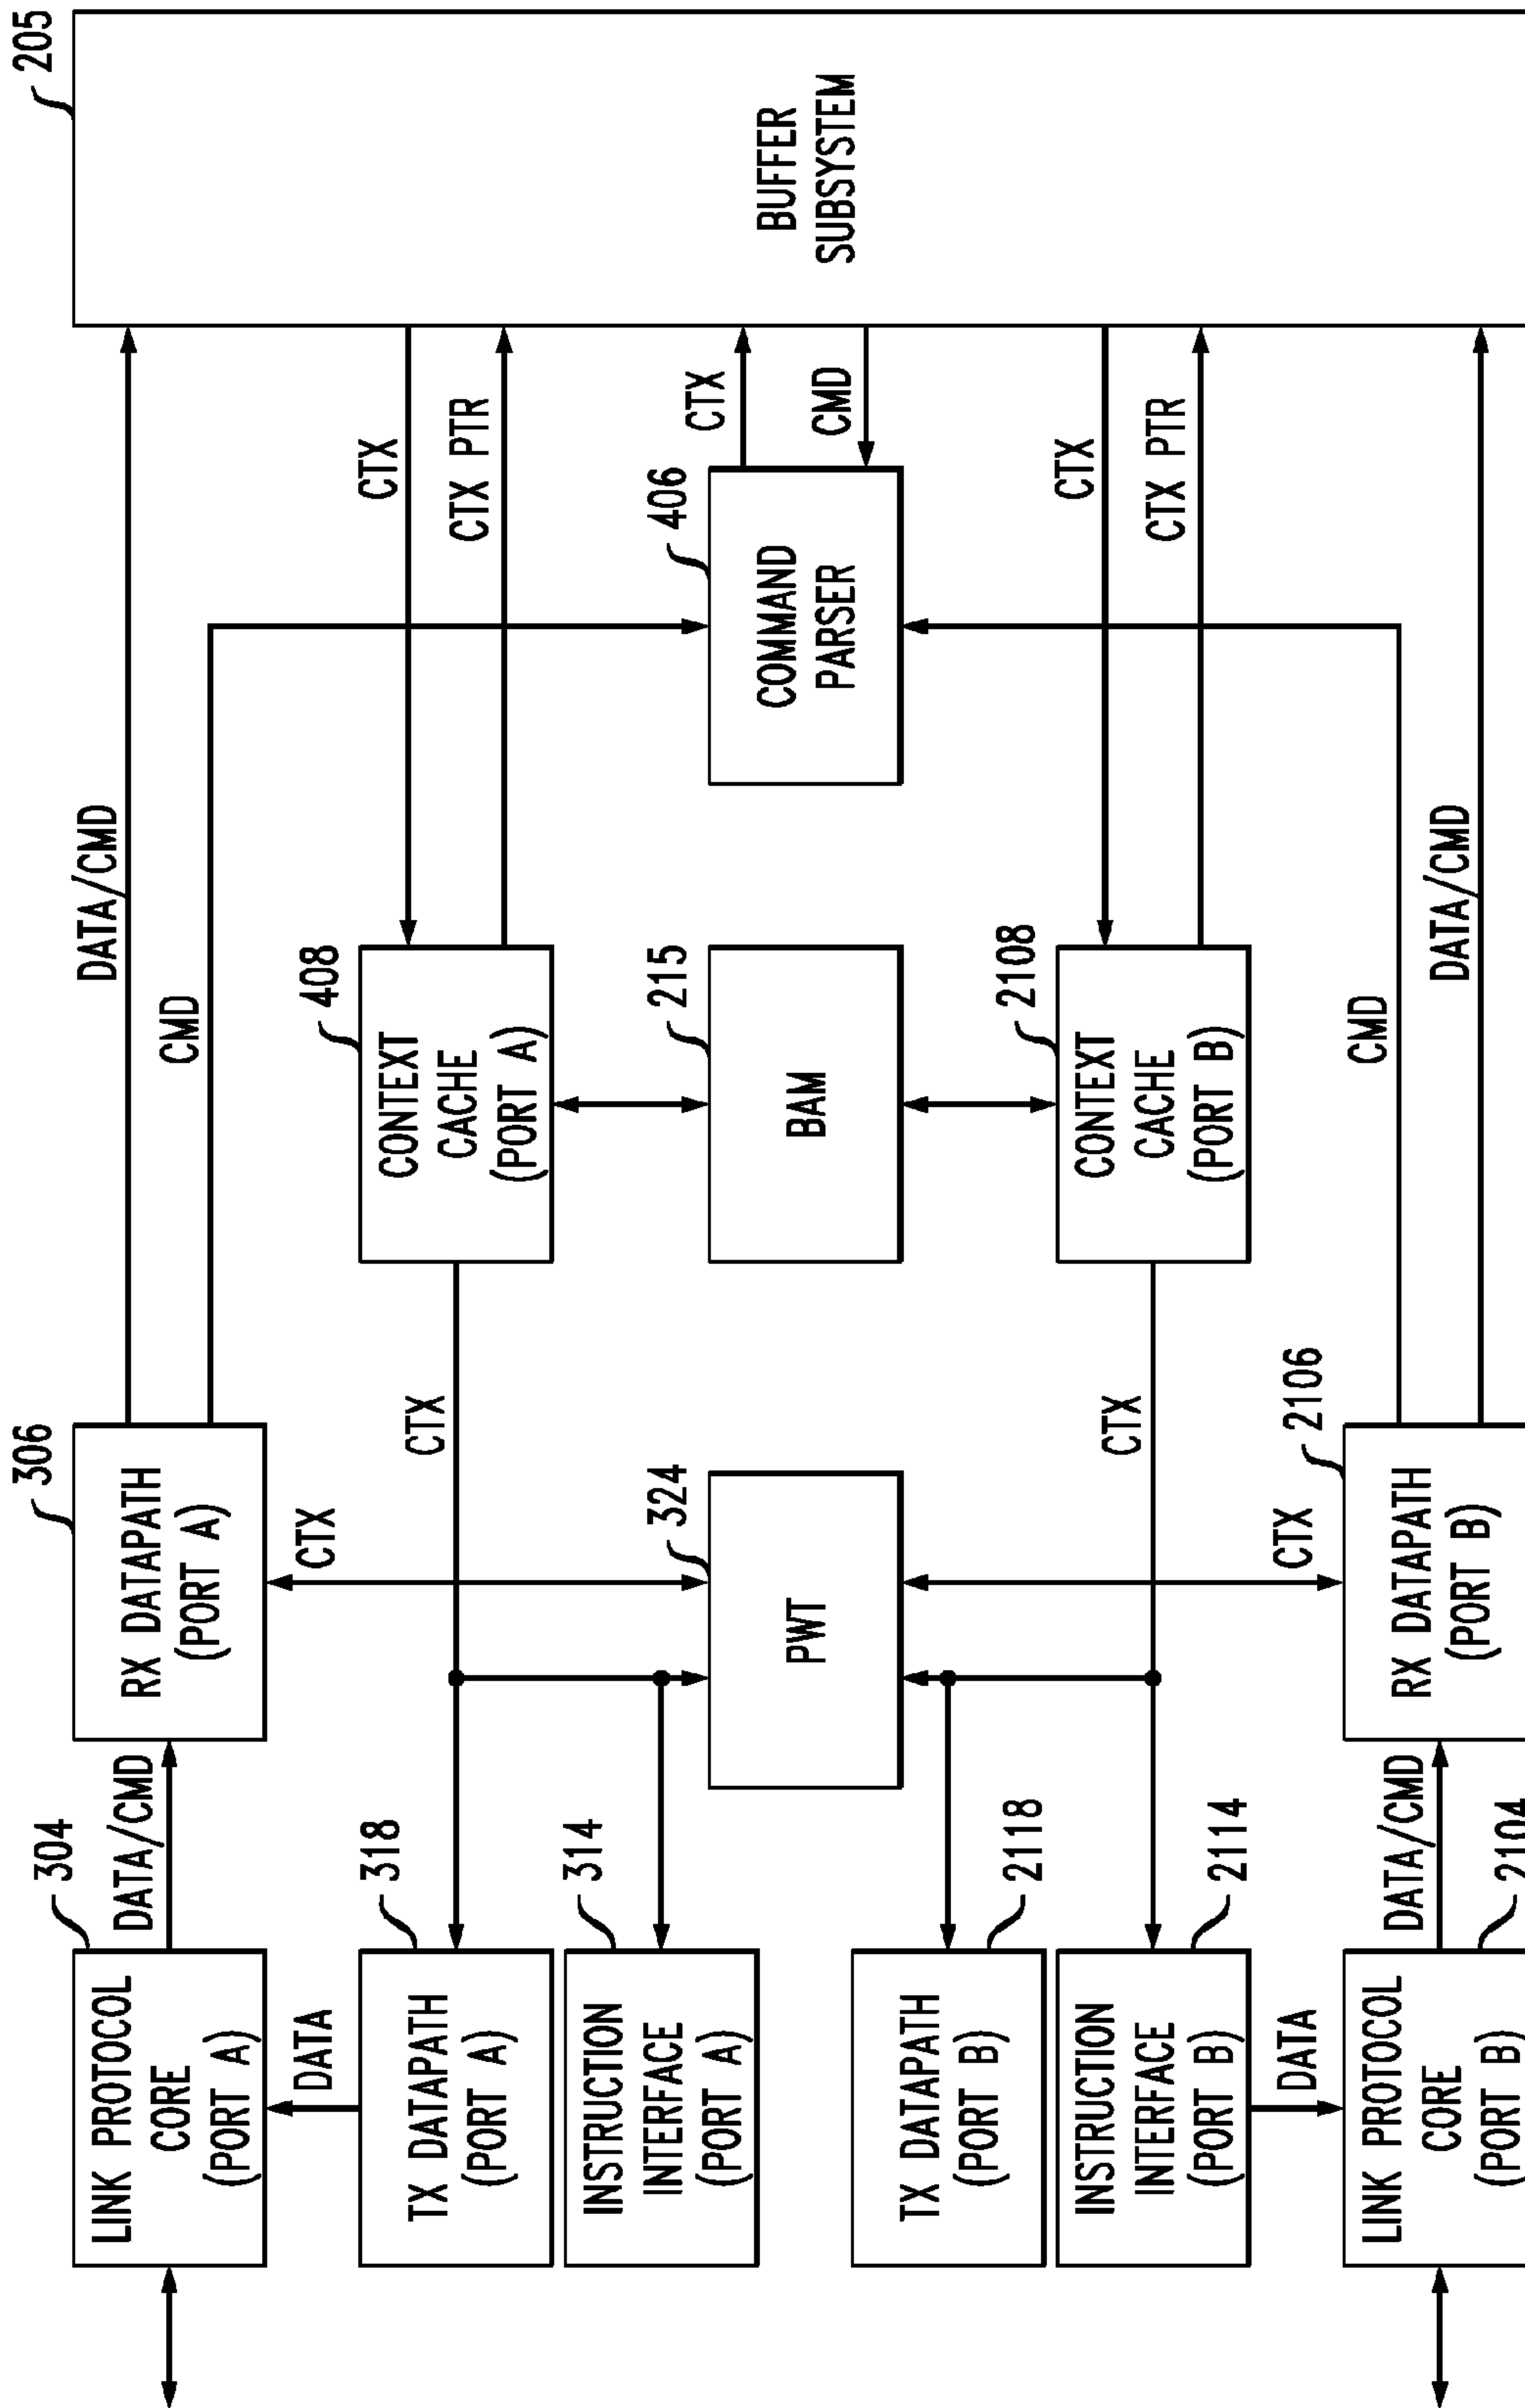 205
BUFFER
SUBSYSTEM
DATA/CMD
CMD
CTX
CTX PTR
CTX
CMD
CTX
CTX PTR
CMD
DATA/CMD
406
COMMAND
PARSER
408
CONTEXT
CACHE
(PORT A)
215
BAM
2108
CONTEXT
CACHE
(PORT B)
306
RX DATAPATH
(PORT A)
CTX
CTX
324
PWT
CTX
CTX
2106
RX DATAPATH
(PORT B)
304
DATA/CMD
LINK PROTOCOL
CORE
(PORT A)
DATA
318
TX DATAPATH
(PORT A)
314
INSTRUCTION
INTERFACE
(PORT A)
2118
TX DATAPATH
(PORT B)
2114
INSTRUCTION
INTERFACE
(PORT B)
DATA
DATA/CMD
2104
LINK PROTOCOL
CORE
(PORT B)